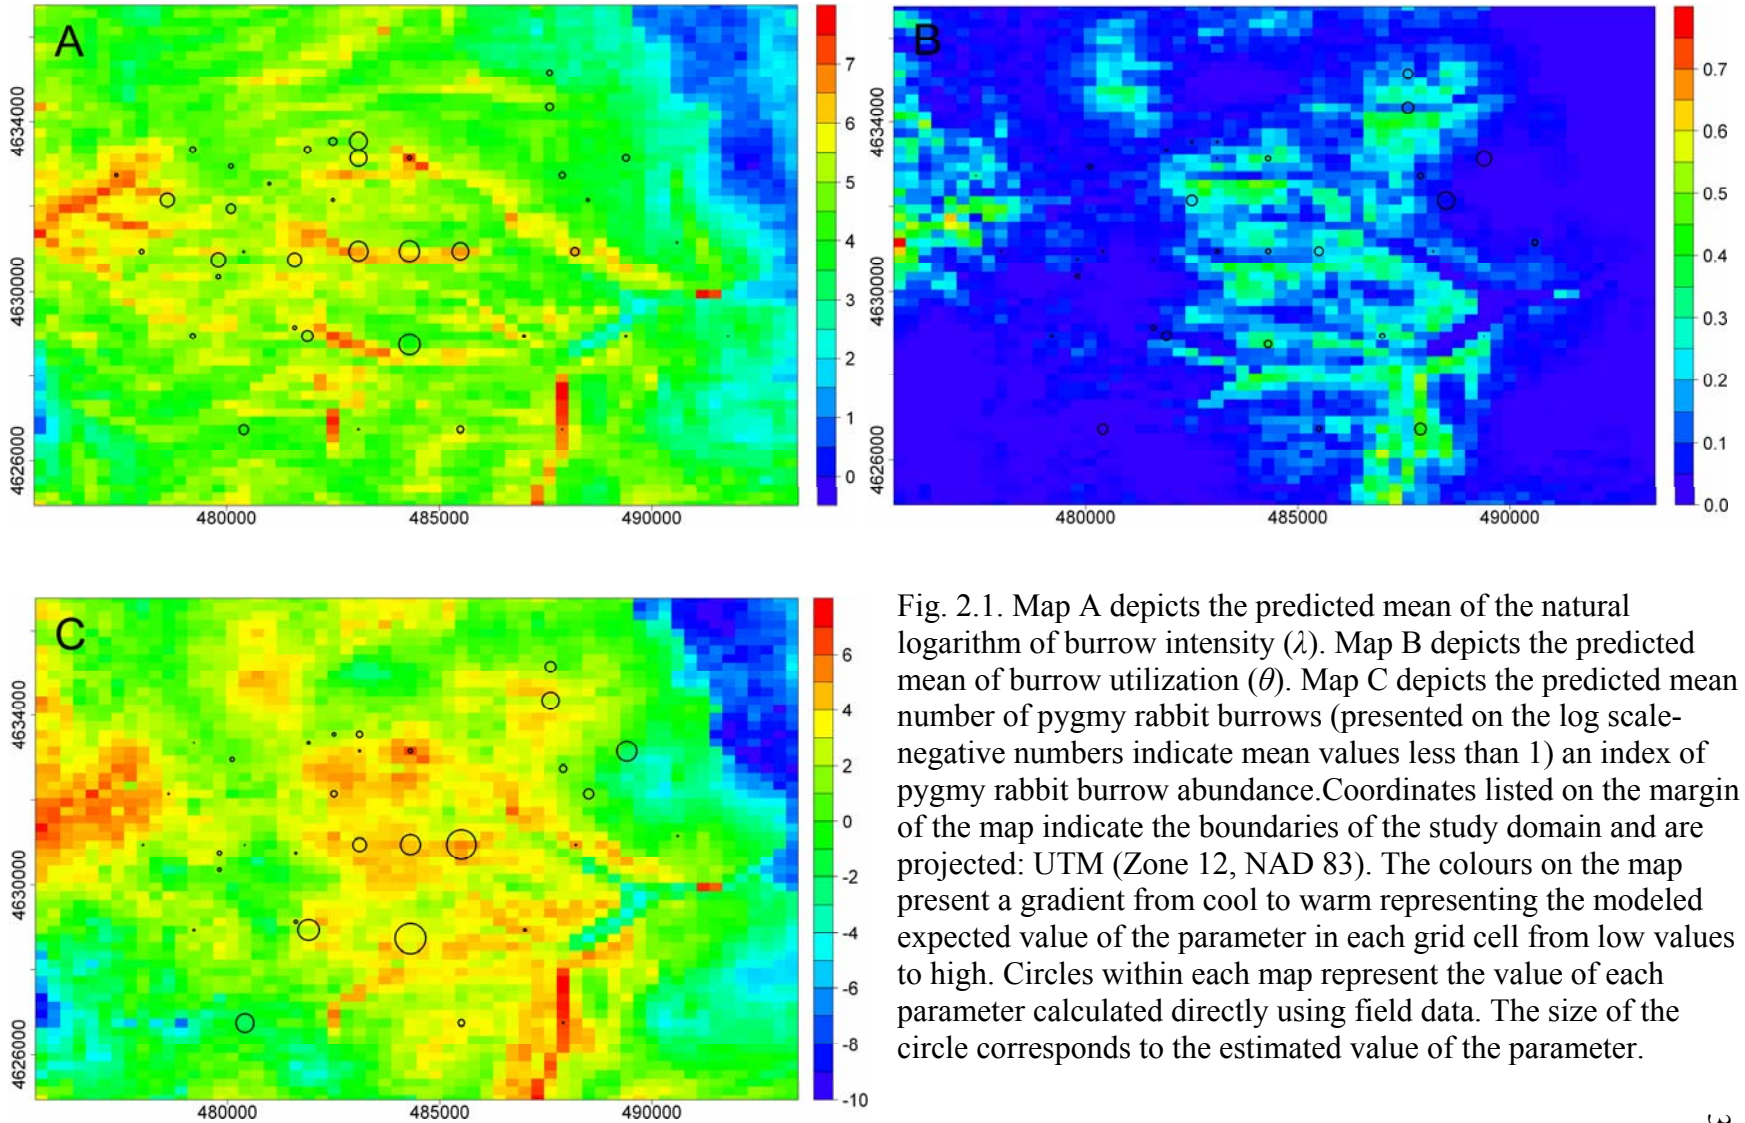 A
7
6
5
4
3
2
1
0
4634000
4630000
4626000
480000
485000
490000
B
0.7
0.6
0.5
0.4
0.3
0.2
0.1
0.0
4634000
4630000
4626000
480000
485000
490000
C
6
4
2
0
-2
-4
-6
-8
-10
4634000
4630000
4626000
480000
485000
490000
Fig. 2.1. Map A depicts the predicted mean of the natural
logarithm of burrow intensity (λ). Map B depicts the predicted
mean of burrow utilization (θ). Map C depicts the predicted mean
number of pygmy rabbit burrows (presented on the log scale-
negative numbers indicate mean values less than 1) an index of
pygmy rabbit burrow abundance.Coordinates listed on the margin
of the map indicate the boundaries of the study domain and are
projected: UTM (Zone 12, NAD 83). The colours on the map
present a gradient from cool to warm representing the modeled
expected value of the parameter in each grid cell from low values
to high. Circles within each map represent the value of each
parameter calculated directly using field data. The size of the
circle corresponds to the estimated value of the parameter.